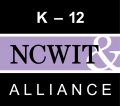 K – 12
NCWIT &
ALLIANCE